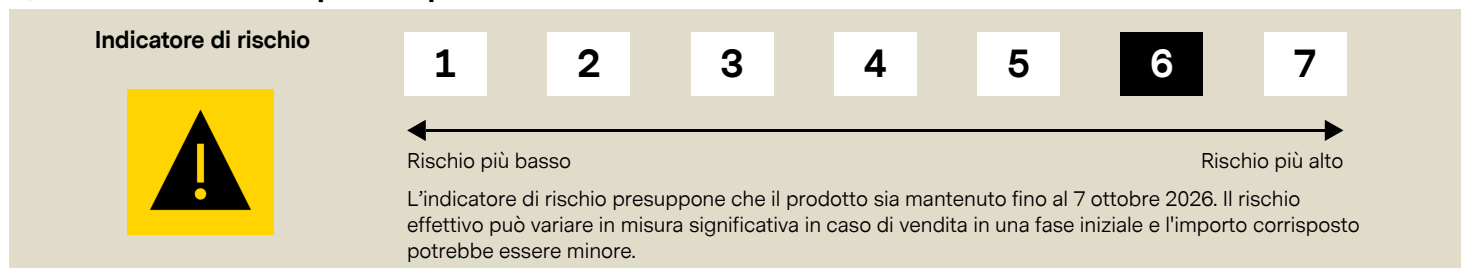 Indicatore di rischio
1 2 3 4 5 6 7
Rischio più basso Rischio più alto
L'indicatore di rischio presuppone che il prodotto sia mantenuto fino al 7 ottobre 2026. Il rischio
effettivo può variare in misura significativa in caso di vendita in una fase iniziale e l'importo corrisposto
potrebbe essere minore.